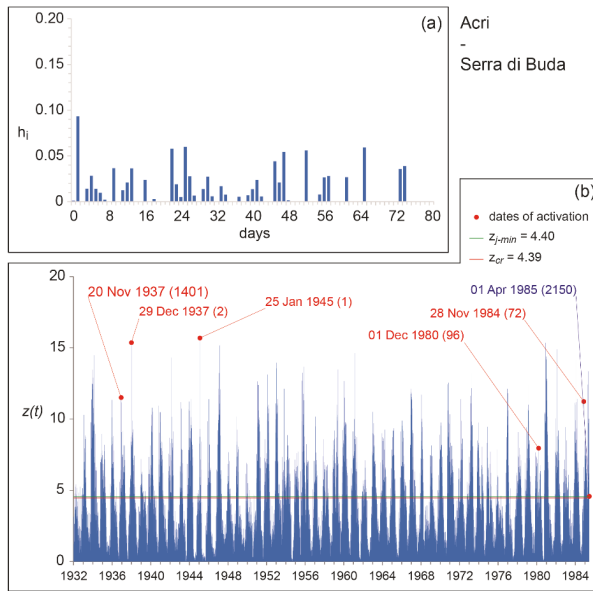 (a)
Acri
-
Serra di Buda
0.20
0.15
0.10
h_i
0.05
0
0 8 16 24 32 40 48 56 64 72 80
days
(b)
dates of activation
z_j-min = 4.40
z_cr = 4.39
20
20 Nov 1937 (1401)
29 Dec 1937 (2)
25 Jan 1945 (1)
01 Apr 1985 (2150)
28 Nov 1984 (72)
01 Dec 1980 (96)
15
z(t)
10
5
0
1932 1936 1940 1944 1948 1952 1956 1960 1964 1968 1972 1976 1980 1984